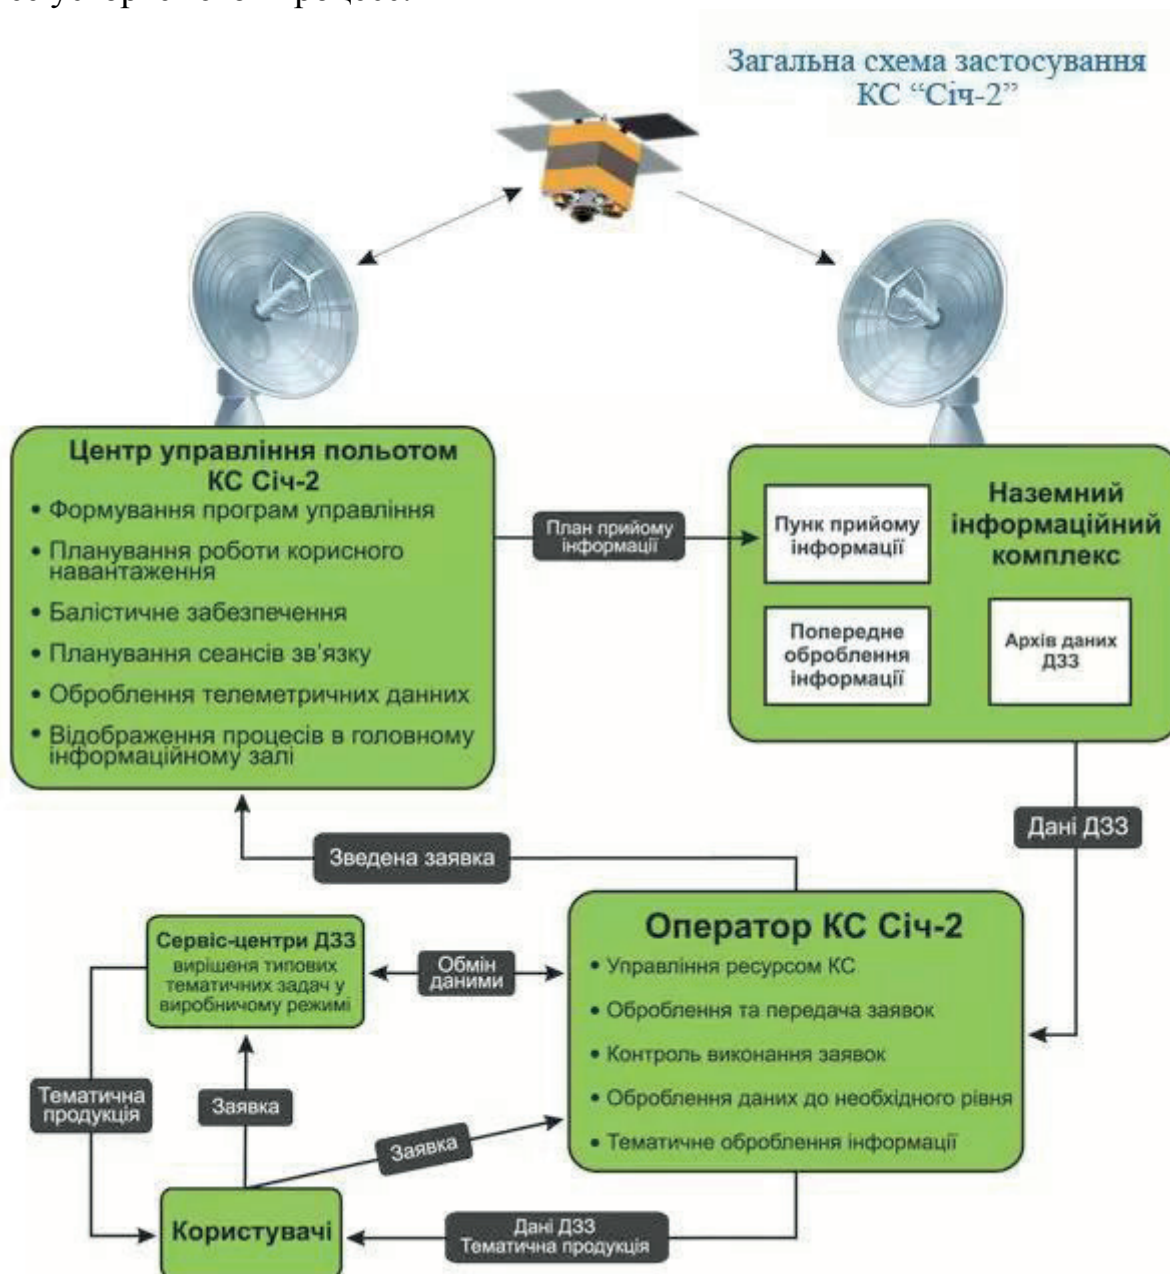 Загальна схема застосування
КС “Січ-2”
Центр управління польотом
КС Січ-2
• Формування програм управління
• Планування роботи корисного
навантаження
• Балістичне забезпечення
• Планування сеансів зв'язку
• Оброблення телеметричних данних
• Відображення процесів в головному
інформаційному залі
План прийому
інформації
Пунк прийому
інформації
Наземний
інформаційний
комплекс
Попереднє
оброблення
інформації
Архів даних
ДЗЗ
Дані ДЗЗ
Зведена заявка
Сервіс-центри ДЗЗ
вирішеня типових
тематичних задач у
виробничому режимі
Обмін
даними
Оператор КС Січ-2
• Управління ресурсом КС
• Оброблення та передача заявок
• Контроль виконання заявок
• Оброблення даних до необхідного рівня
• Тематичне оброблення інформації
Тематична
продукція
Заявка
Заявка
Користувачі
Дані ДЗЗ
Тематична продукція